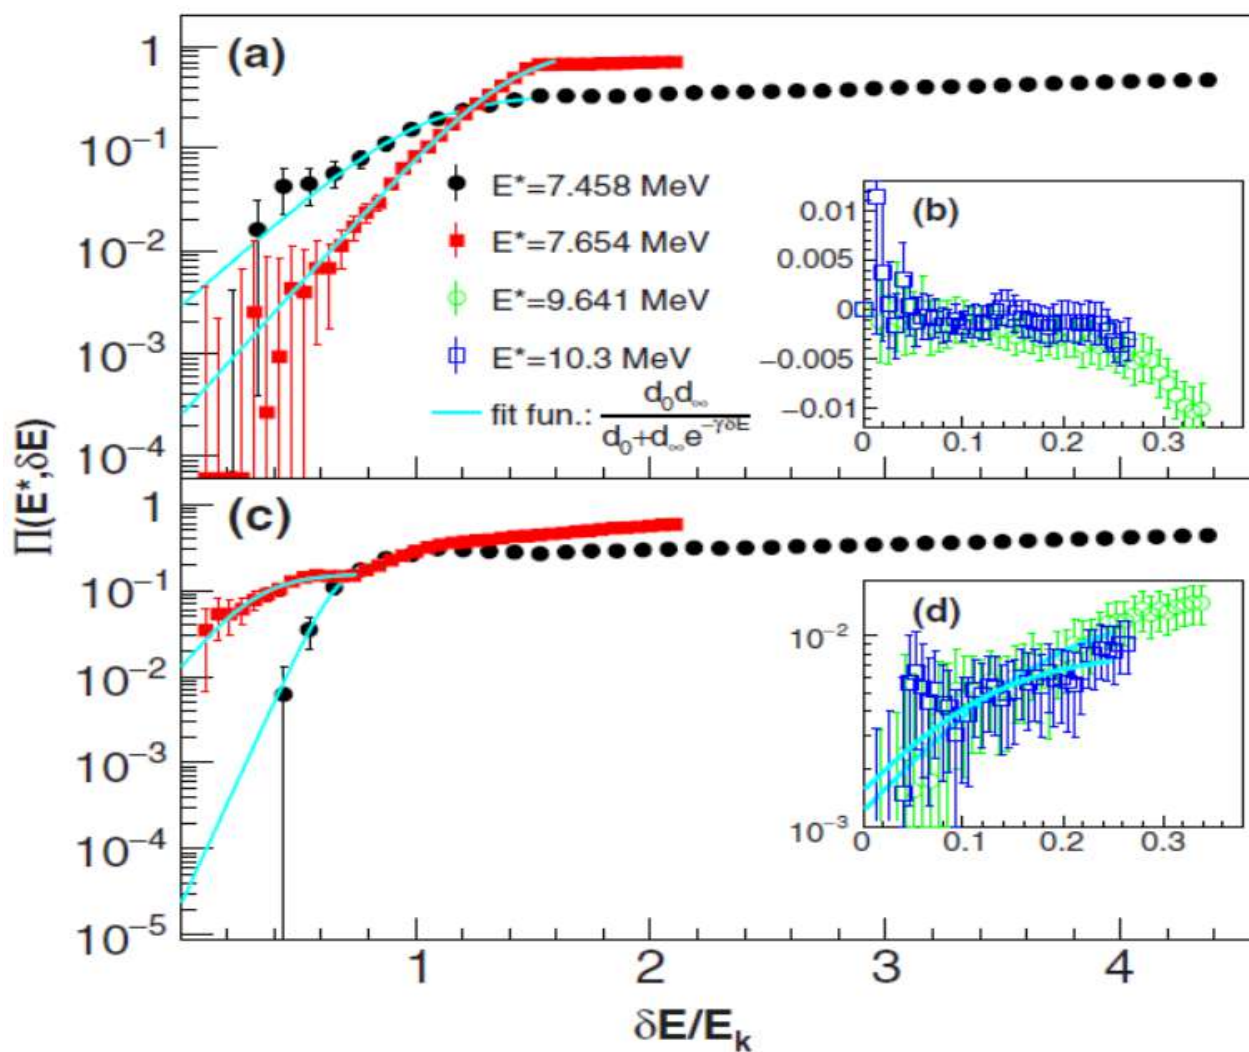 (a)
1
10⁻¹
10⁻²
10⁻³
10⁻⁴
E*=7.458 MeV
E*=7.654 MeV
E*=9.641 MeV
E*=10.3 MeV
fit fun.: d₀d∞ / d₀+d∞e^(−γδE)
(b)
0.01
0.005
0
−0.005
−0.01
0 0.1 0.2 0.3
∏(E*,δE)
(c)
1
10⁻¹
10⁻²
10⁻³
10⁻⁴
10⁻⁵
(d)
10⁻²
10⁻³
0 0.1 0.2 0.3
1 2 3 4
δE/Eₖ